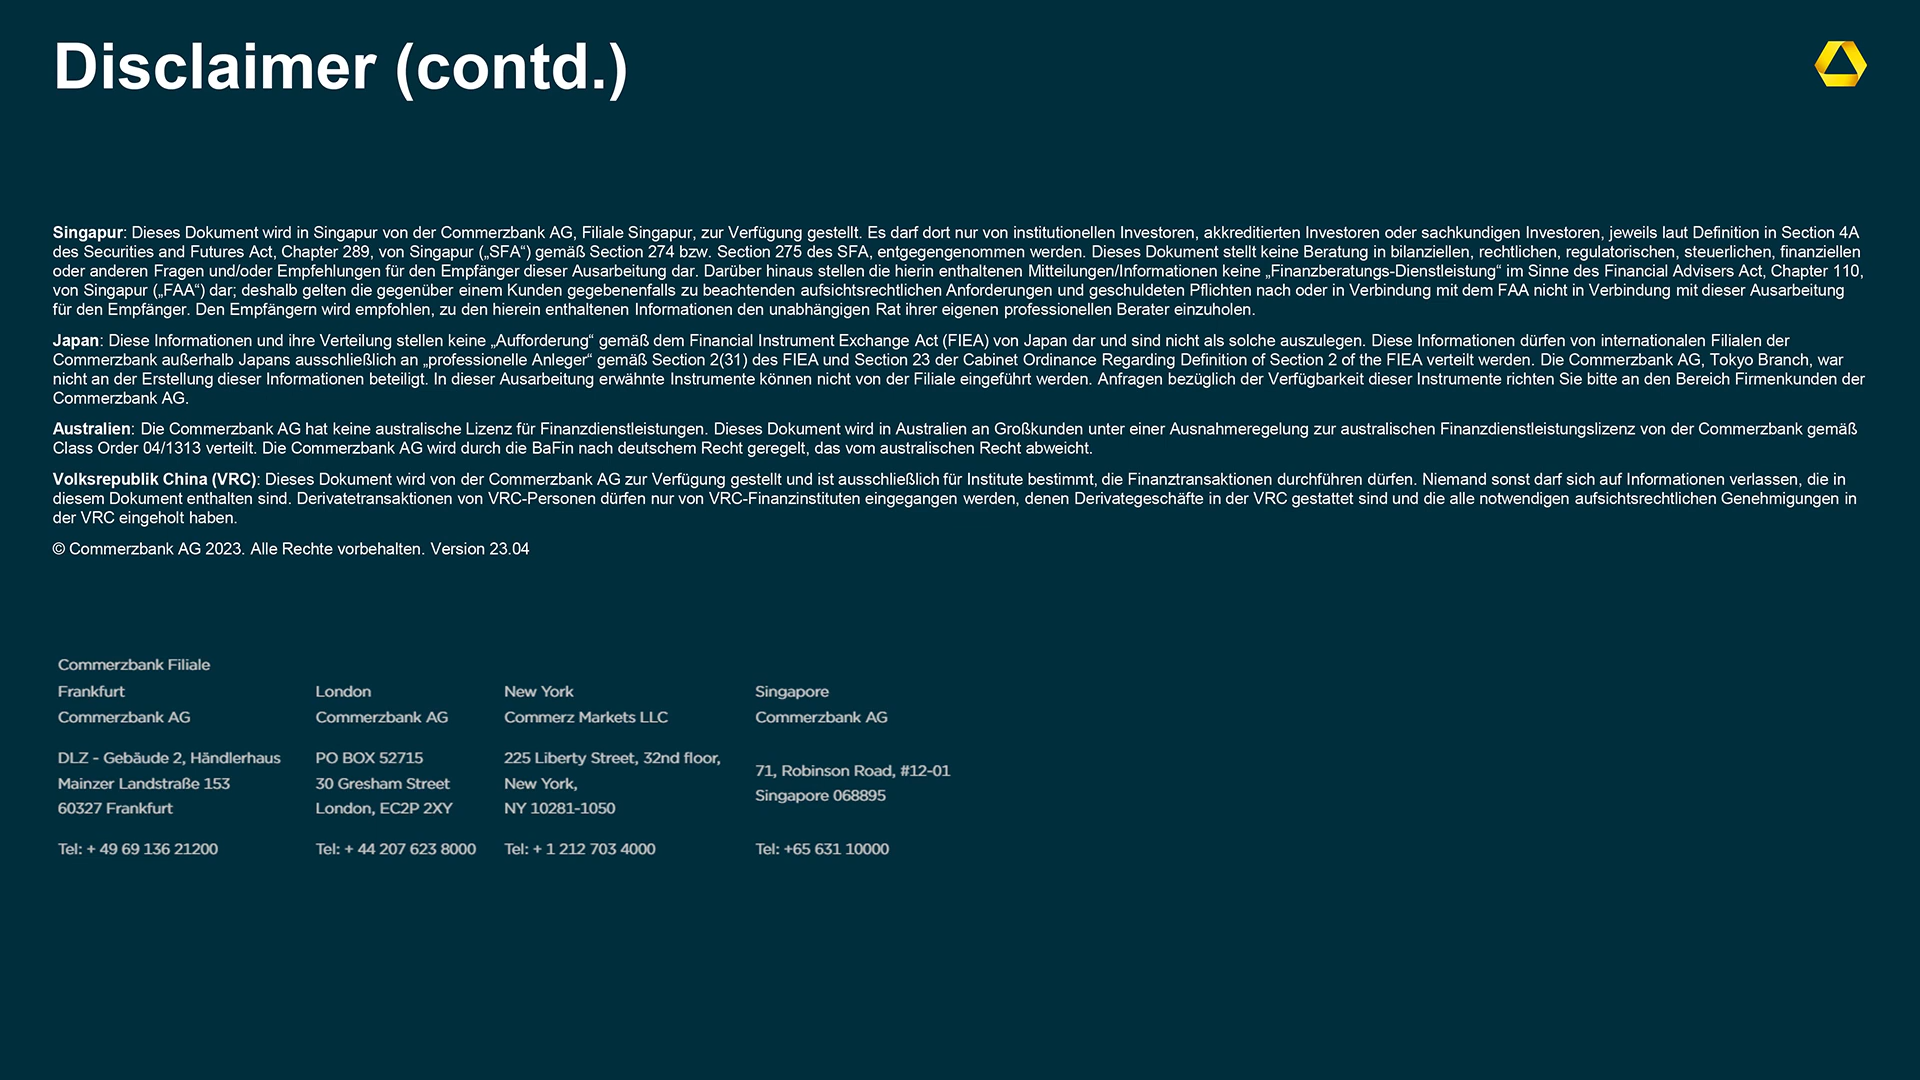 Disclaimer (contd.)
Singapur: Dieses Dokument wird in Singapur von der Commerzbank AG, Filiale Singapur, zur Verfügung gestellt. Es darf dort nur von institutionellen Investoren, akkreditierten Investoren oder sachkundigen Investoren, jeweils laut Definition in Section 4A
des Securities and Futures Act, Chapter 289, von Singapur („SFA“) gemäß Section 274 bzw. Section 275 des SFA, entgegengenommen werden. Dieses Dokument stellt keine Beratung in bilanziellen, rechtlichen, regulatorischen, steuerlichen, finanziellen
oder anderen Fragen und/oder Empfehlungen für den Empfänger dieser Ausarbeitung dar. Darüber hinaus stellen die hierin enthaltenen Mitteilungen/Informationen keine „Finanzberatungs-Dienstleistung“ im Sinne des Financial Advisers Act, Chapter 110,
von Singapur („FAA“) dar; deshalb gelten die gegenüber einem Kunden gegebenenfalls zu beachtenden aufsichtsrechtlichen Anforderungen und geschuldeten Pflichten nach oder in Verbindung mit dem FAA nicht in Verbindung mit dieser Ausarbeitung
für den Empfänger. Den Empfängern wird empfohlen, zu den hierein enthaltenen Informationen den unabhängigen Rat ihrer eigenen professionellen Berater einzuholen.
Japan: Diese Informationen und ihre Verteilung stellen keine „Aufforderung“ gemäß dem Financial Instrument Exchange Act (FIEA) von Japan dar und sind nicht als solche auszulegen. Diese Informationen dürfen von internationalen Filialen der
Commerzbank außerhalb Japans ausschließlich an „professionelle Anleger“ gemäß Section 2(31) des FIEA und Section 23 der Cabinet Ordinance Regarding Definition of Section 2 of the FIEA verteilt werden. Die Commerzbank AG, Tokyo Branch, war
nicht an der Erstellung dieser Informationen beteiligt. In dieser Ausarbeitung erwähnte Instrumente können nicht von der Filiale eingeführt werden. Anfragen bezüglich der Verfügbarkeit dieser Instrumente richten Sie bitte an den Bereich Firmenkunden der
Commerzbank AG.
Australien: Die Commerzbank AG hat keine australische Lizenz für Finanzdienstleistungen. Dieses Dokument wird in Australien an Großkunden unter einer Ausnahmeregelung zur australischen Finanzdienstleistungslizenz von der Commerzbank gemäß
Class Order 04/1313 verteilt. Die Commerzbank AG wird durch die BaFin nach deutschem Recht geregelt, das vom australischen Recht abweicht.
Volksrepublik China (VRC): Dieses Dokument wird von der Commerzbank AG zur Verfügung gestellt und ist ausschließlich für Institute bestimmt, die Finanztransaktionen durchführen dürfen. Niemand sonst darf sich auf Informationen verlassen, die in
diesem Dokument enthalten sind. Derivatetransaktionen von VRC-Personen dürfen nur von VRC-Finanzinstituten eingegangen werden, denen Derivategeschäfte in der VRC gestattet sind und die alle notwendigen aufsichtsrechtlichen Genehmigungen in
der VRC eingeholt haben.
© Commerzbank AG 2023. Alle Rechte vorbehalten. Version 23.04
Commerzbank Filiale
Frankfurt
Commerzbank AG
DLZ - Gebäude 2, Händlerhaus
Mainzer Landstraße 153
60327 Frankfurt
Tel: + 49 69 136 21200
London
Commerzbank AG
PO BOX 52715
30 Gresham Street
London, EC2P 2XY
Tel: + 44 207 623 8000
New York
Commerz Markets LLC
225 Liberty Street, 32nd floor,
New York,
NY 10281-1050
Tel: + 1 212 703 4000
Singapore
Commerzbank AG
71, Robinson Road, #12-01
Singapore 068895
Tel: +65 631 10000